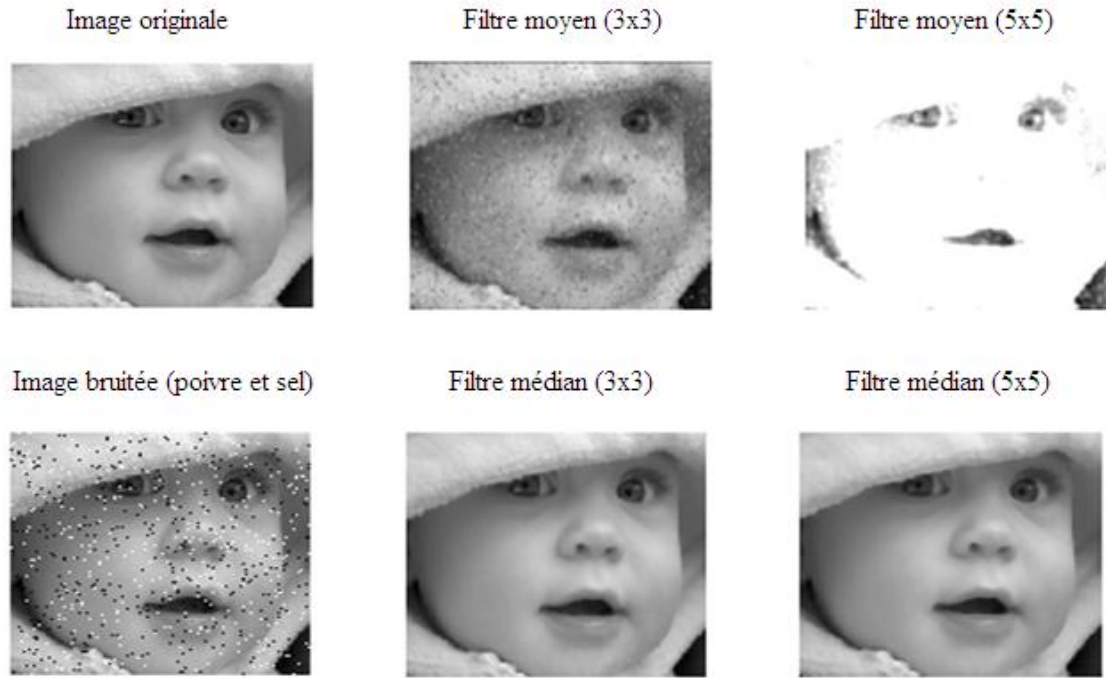 Image originale
Filtre moyen (3x3)
Filtre moyen (5x5)
Image bruitée (poivre et sel)
Filtre médian (3x3)
Filtre médian (5x5)